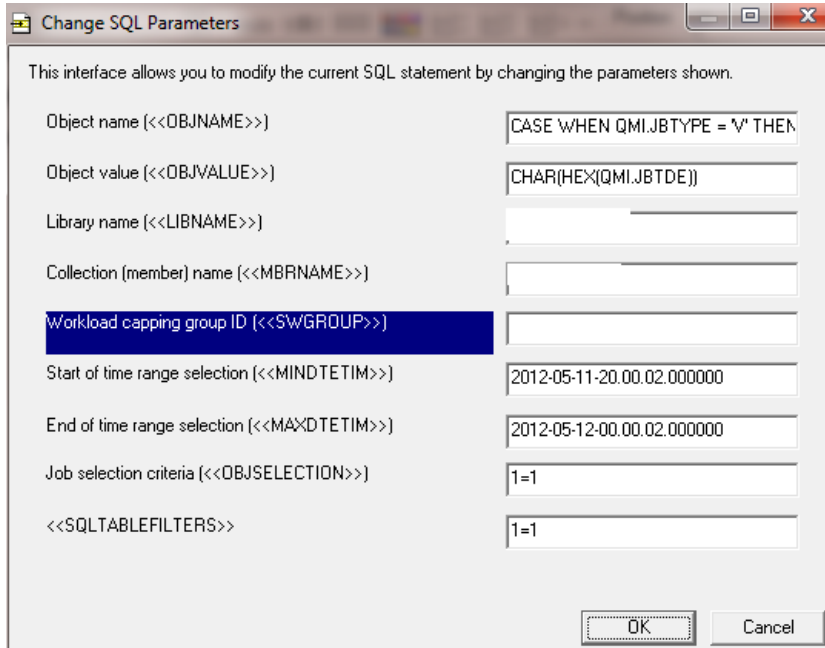 Change SQL Parameters
This interface allows you to modify the current SQL statement by changing the parameters shown.
Object name (<<OBJNAME>>) CASE WHEN QMI.JBTYPE = 'V' THEN
Object value (<<OBJVALUE>>) CHAR(HEX(QMI.JBTDE))
Library name (<<LIBNAME>>)
Collection (member) name (<<MBRNAME>>)
Workload capping group ID (<<SWGROUP>>)
Start of time range selection (<<MINDTETIM>>) 2012-05-11-20.00.02.000000
End of time range selection (<<MAXDTETIM>>) 2012-05-12-00.00.02.000000
Job selection criteria (<<OBJSELECTION>>) 1=1
<<SQLTABLEFILTERS>> 1=1
OK Cancel